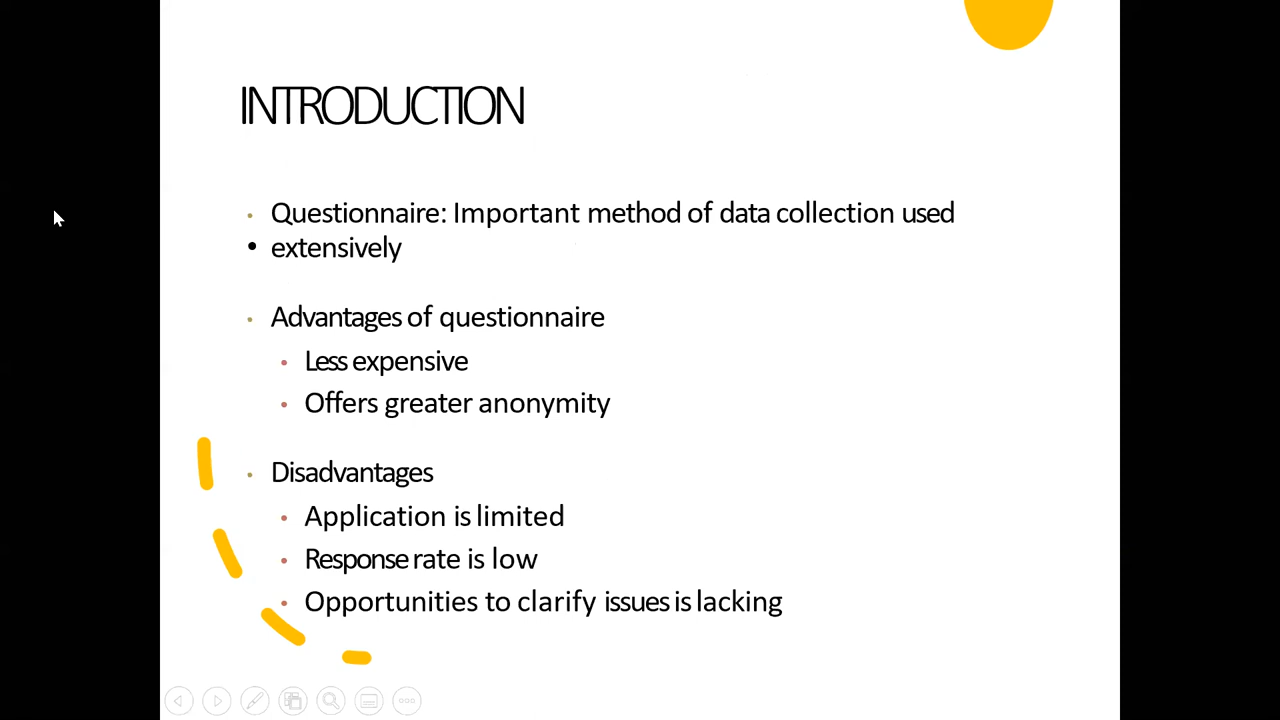 INTRODUCTION
• Questionnaire: Important method of data collection used
• extensively
• Advantages of questionnaire
• Less expensive
• Offers greater anonymity
• Disadvantages
• Application is limited
• Response rate is low
• Opportunities to clarify issues is lacking